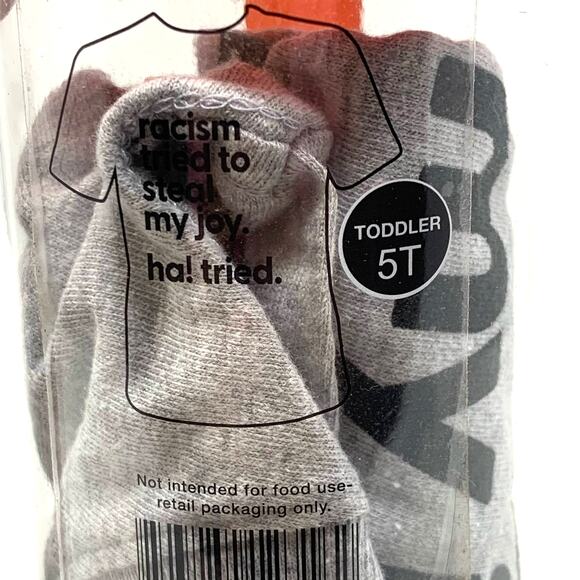 racism
tried to
steal
my joy.
ha! tried.
TODDLER
5T
Not intended for food use-
retail packaging only.